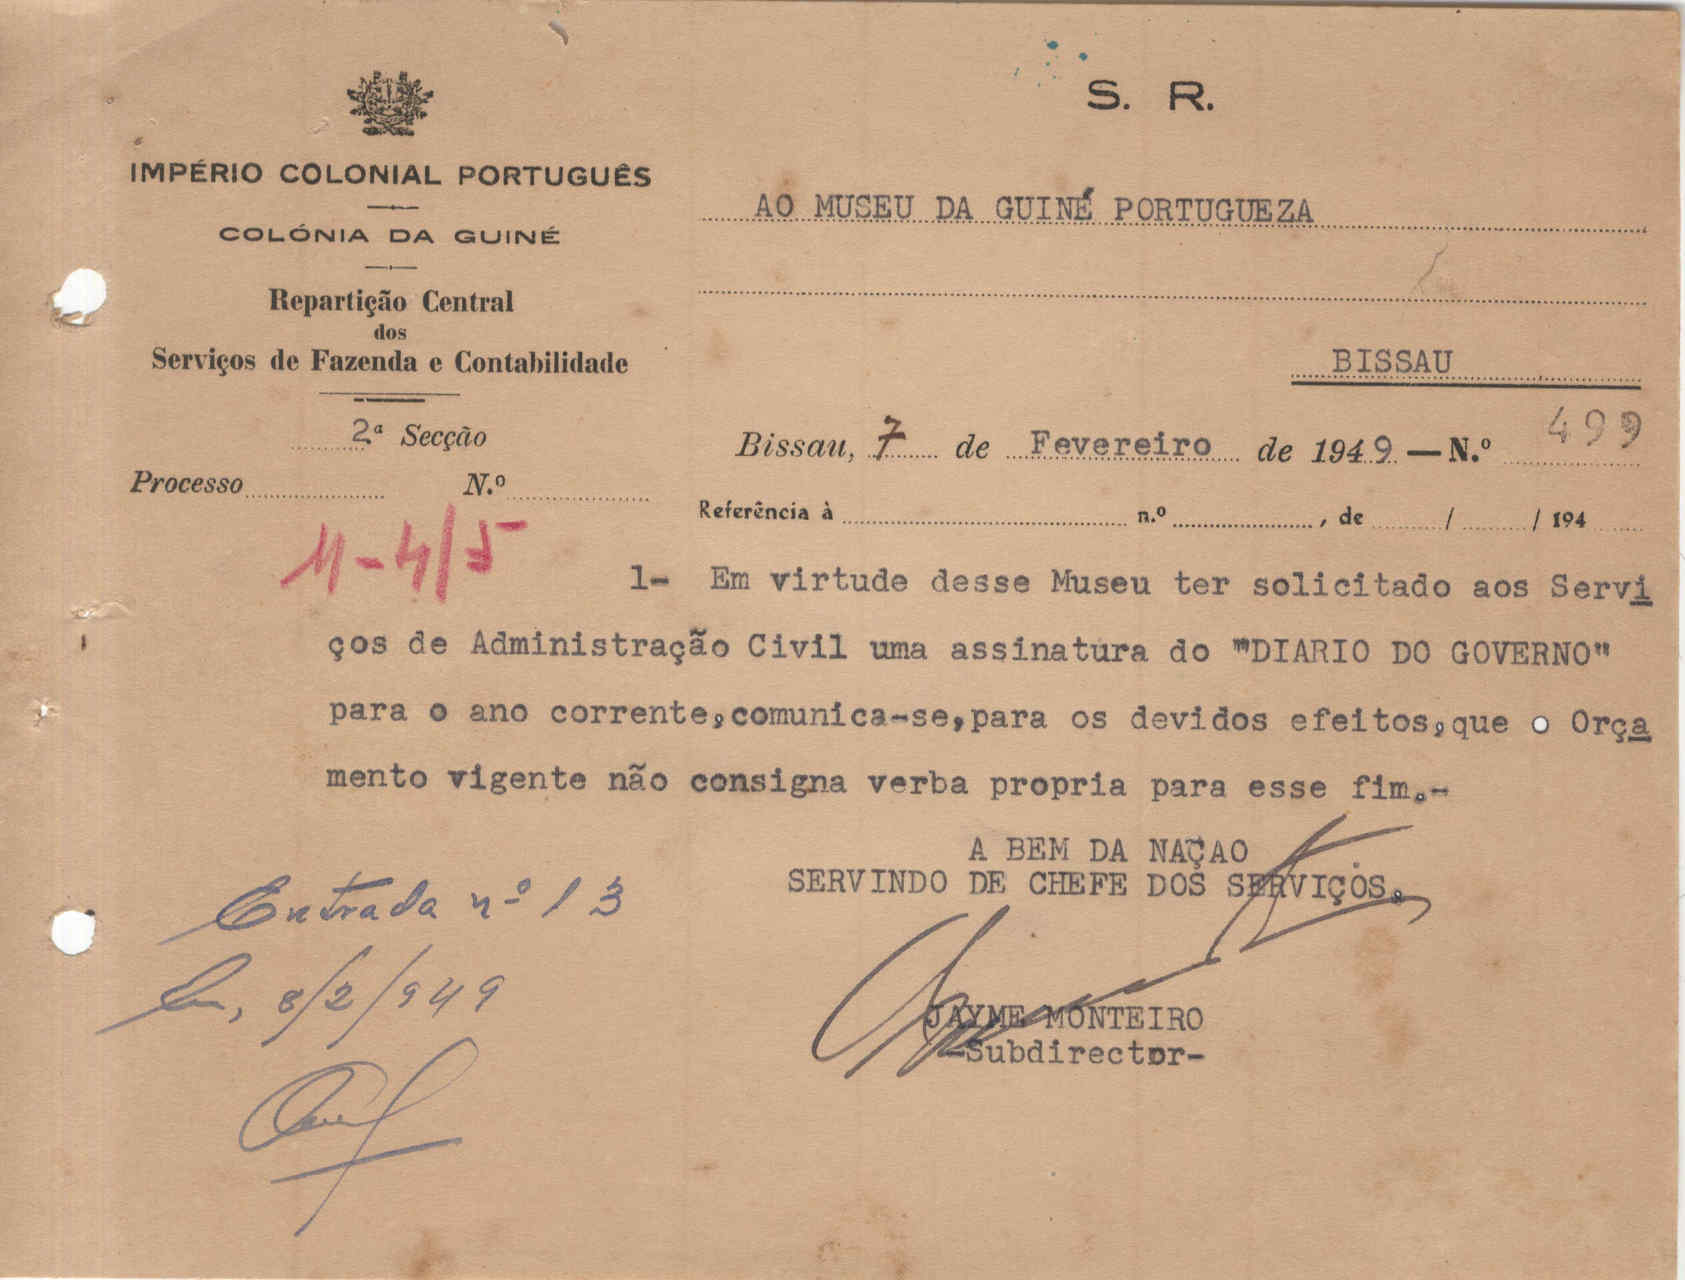 S. R.
IMPÉRIO COLONIAL PORTUGUÊS
COLÓNIA DA GUINÉ
Repartição Central
dos
Serviços de Fazenda e Contabilidade
2.ª Secção
Processo N.º
11-4/5
AO MUSEU DA GUINÉ PORTUGUEZA
BISSAU
Bissau, 7 de Fevereiro de 1949 — N.º 499
Referência à n.º , de / / 194
1- Em virtude desse Museu ter solicitado aos Servi
ços de Administração Civil uma assinatura do "DIARIO DO GOVERNO"
para o ano corrente,comunica-se,para os devidos efeitos,que o Orça
mento vigente não consigna verba propria para esse fim.-
A BEM DA NAÇAO
SERVINDO DE CHEFE DOS SERVIÇOS,
JAYME MONTEIRO
-Subdirector-
Entrada nº 13
8/2/949